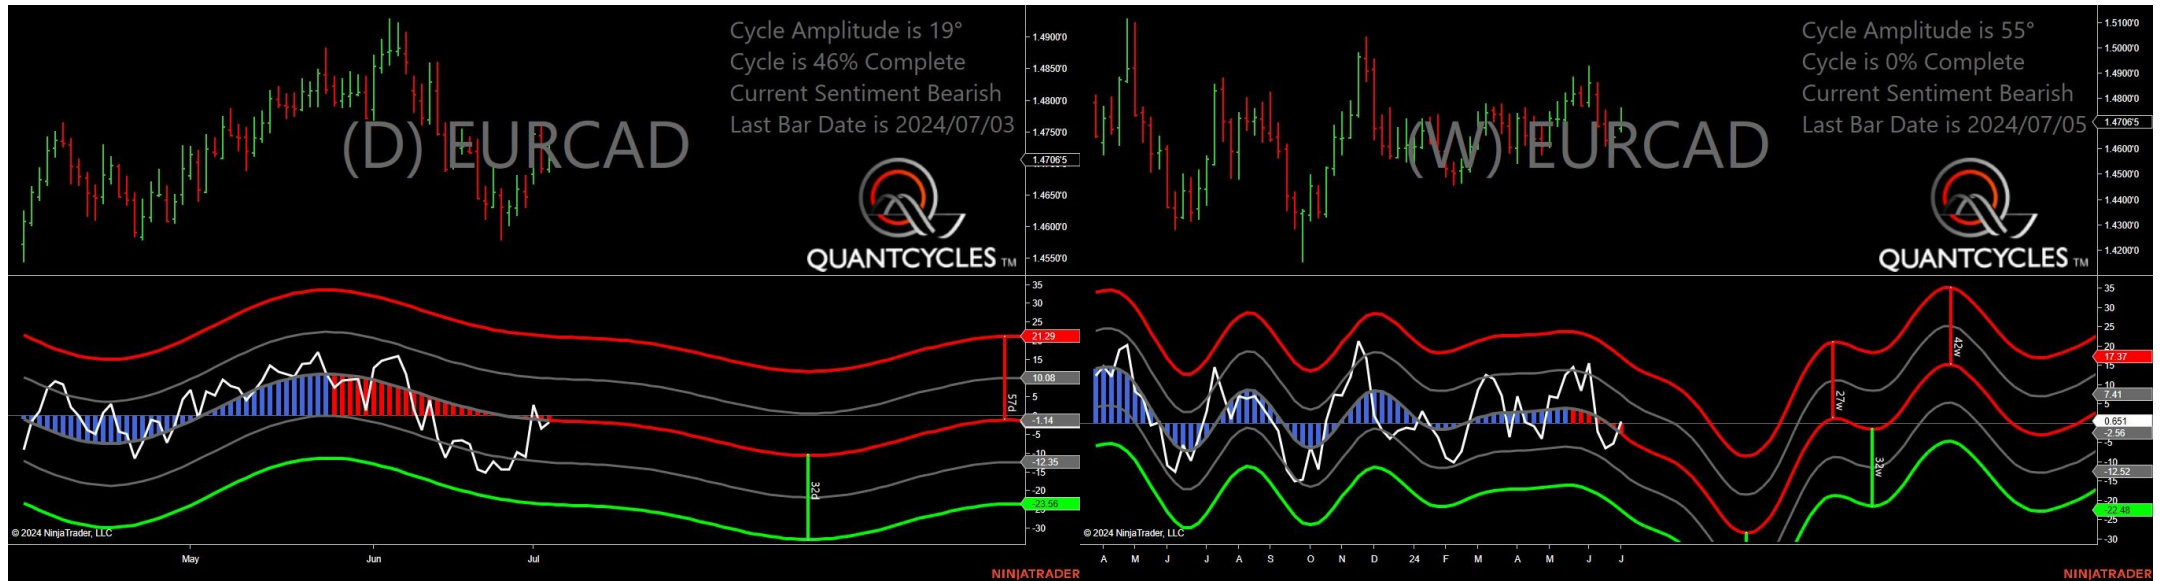 Cycle Amplitude is 19°
Cycle is 46% Complete
Current Sentiment Bearish
Last Bar Date is 2024/07/03
(D) EURCAD
QUANTCYCLES TM
1.4900'0
1.4850'0
1.4800'0
1.4750'0
1.4706'5
1.4650'0
1.4600'0
1.4550'0
35
30
25
21.29
15
10.08
5
-1.14
-5
-10
-12.35
-15
-20
-23.56
-30
57d
32d
© 2024 NinjaTrader, LLC
May
Jun
Jul
NINJATRADER
Cycle Amplitude is 55°
Cycle is 0% Complete
Current Sentiment Bearish
Last Bar Date is 2024/07/05
(W) EURCAD
QUANTCYCLES TM
1.5100'0
1.5000'0
1.4900'0
1.4800'0
1.4706'5
1.4600'0
1.4500'0
1.4400'0
1.4300'0
1.4200'0
35
30
25
20
17.37
10
7.41
5
0.651
-2.56
-5
-10
-12.52
-15
-20
-22.48
-25
-30
27w
32w
42w
© 2024 NinjaTrader, LLC
A M J J A S O N D 24 F M A M J J
NINJATRADER